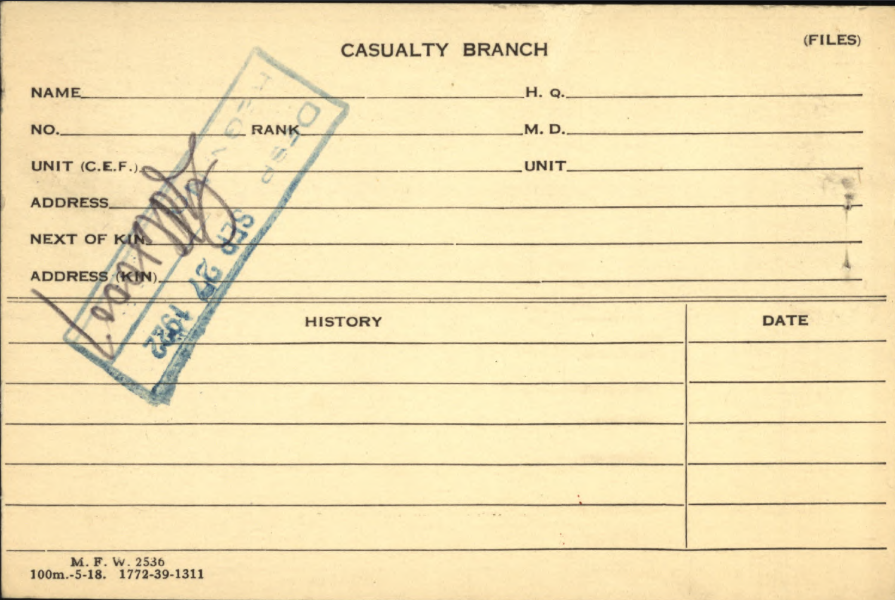 CASUALTY BRANCH
(FILES)
NAME H. Q.
NO. RANK M. D.
UNIT (C.E.F.) UNIT
ADDRESS
NEXT OF KIN
ADDRESS (KIN)
SEP 27 1922
HISTORY DATE
M. F. W. 2536
100m.-5-18. 1772-39-1311